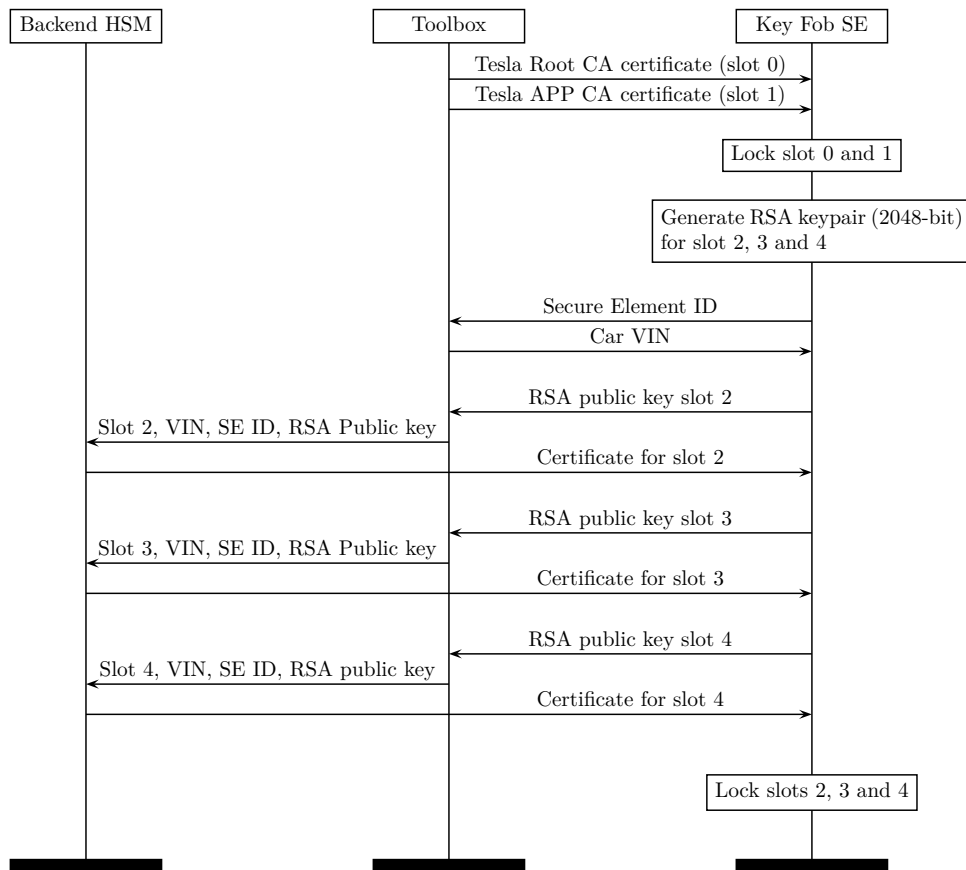 Backend HSM
Toolbox
Key Fob SE
Tesla Root CA certificate (slot 0)
Tesla APP CA certificate (slot 1)
Lock slot 0 and 1
Generate RSA keypair (2048-bit)
for slot 2, 3 and 4
Secure Element ID
Car VIN
RSA public key slot 2
Slot 2, VIN, SE ID, RSA Public key
Certificate for slot 2
RSA public key slot 3
Slot 3, VIN, SE ID, RSA Public key
Certificate for slot 3
RSA public key slot 4
Slot 4, VIN, SE ID, RSA public key
Certificate for slot 4
Lock slots 2, 3 and 4